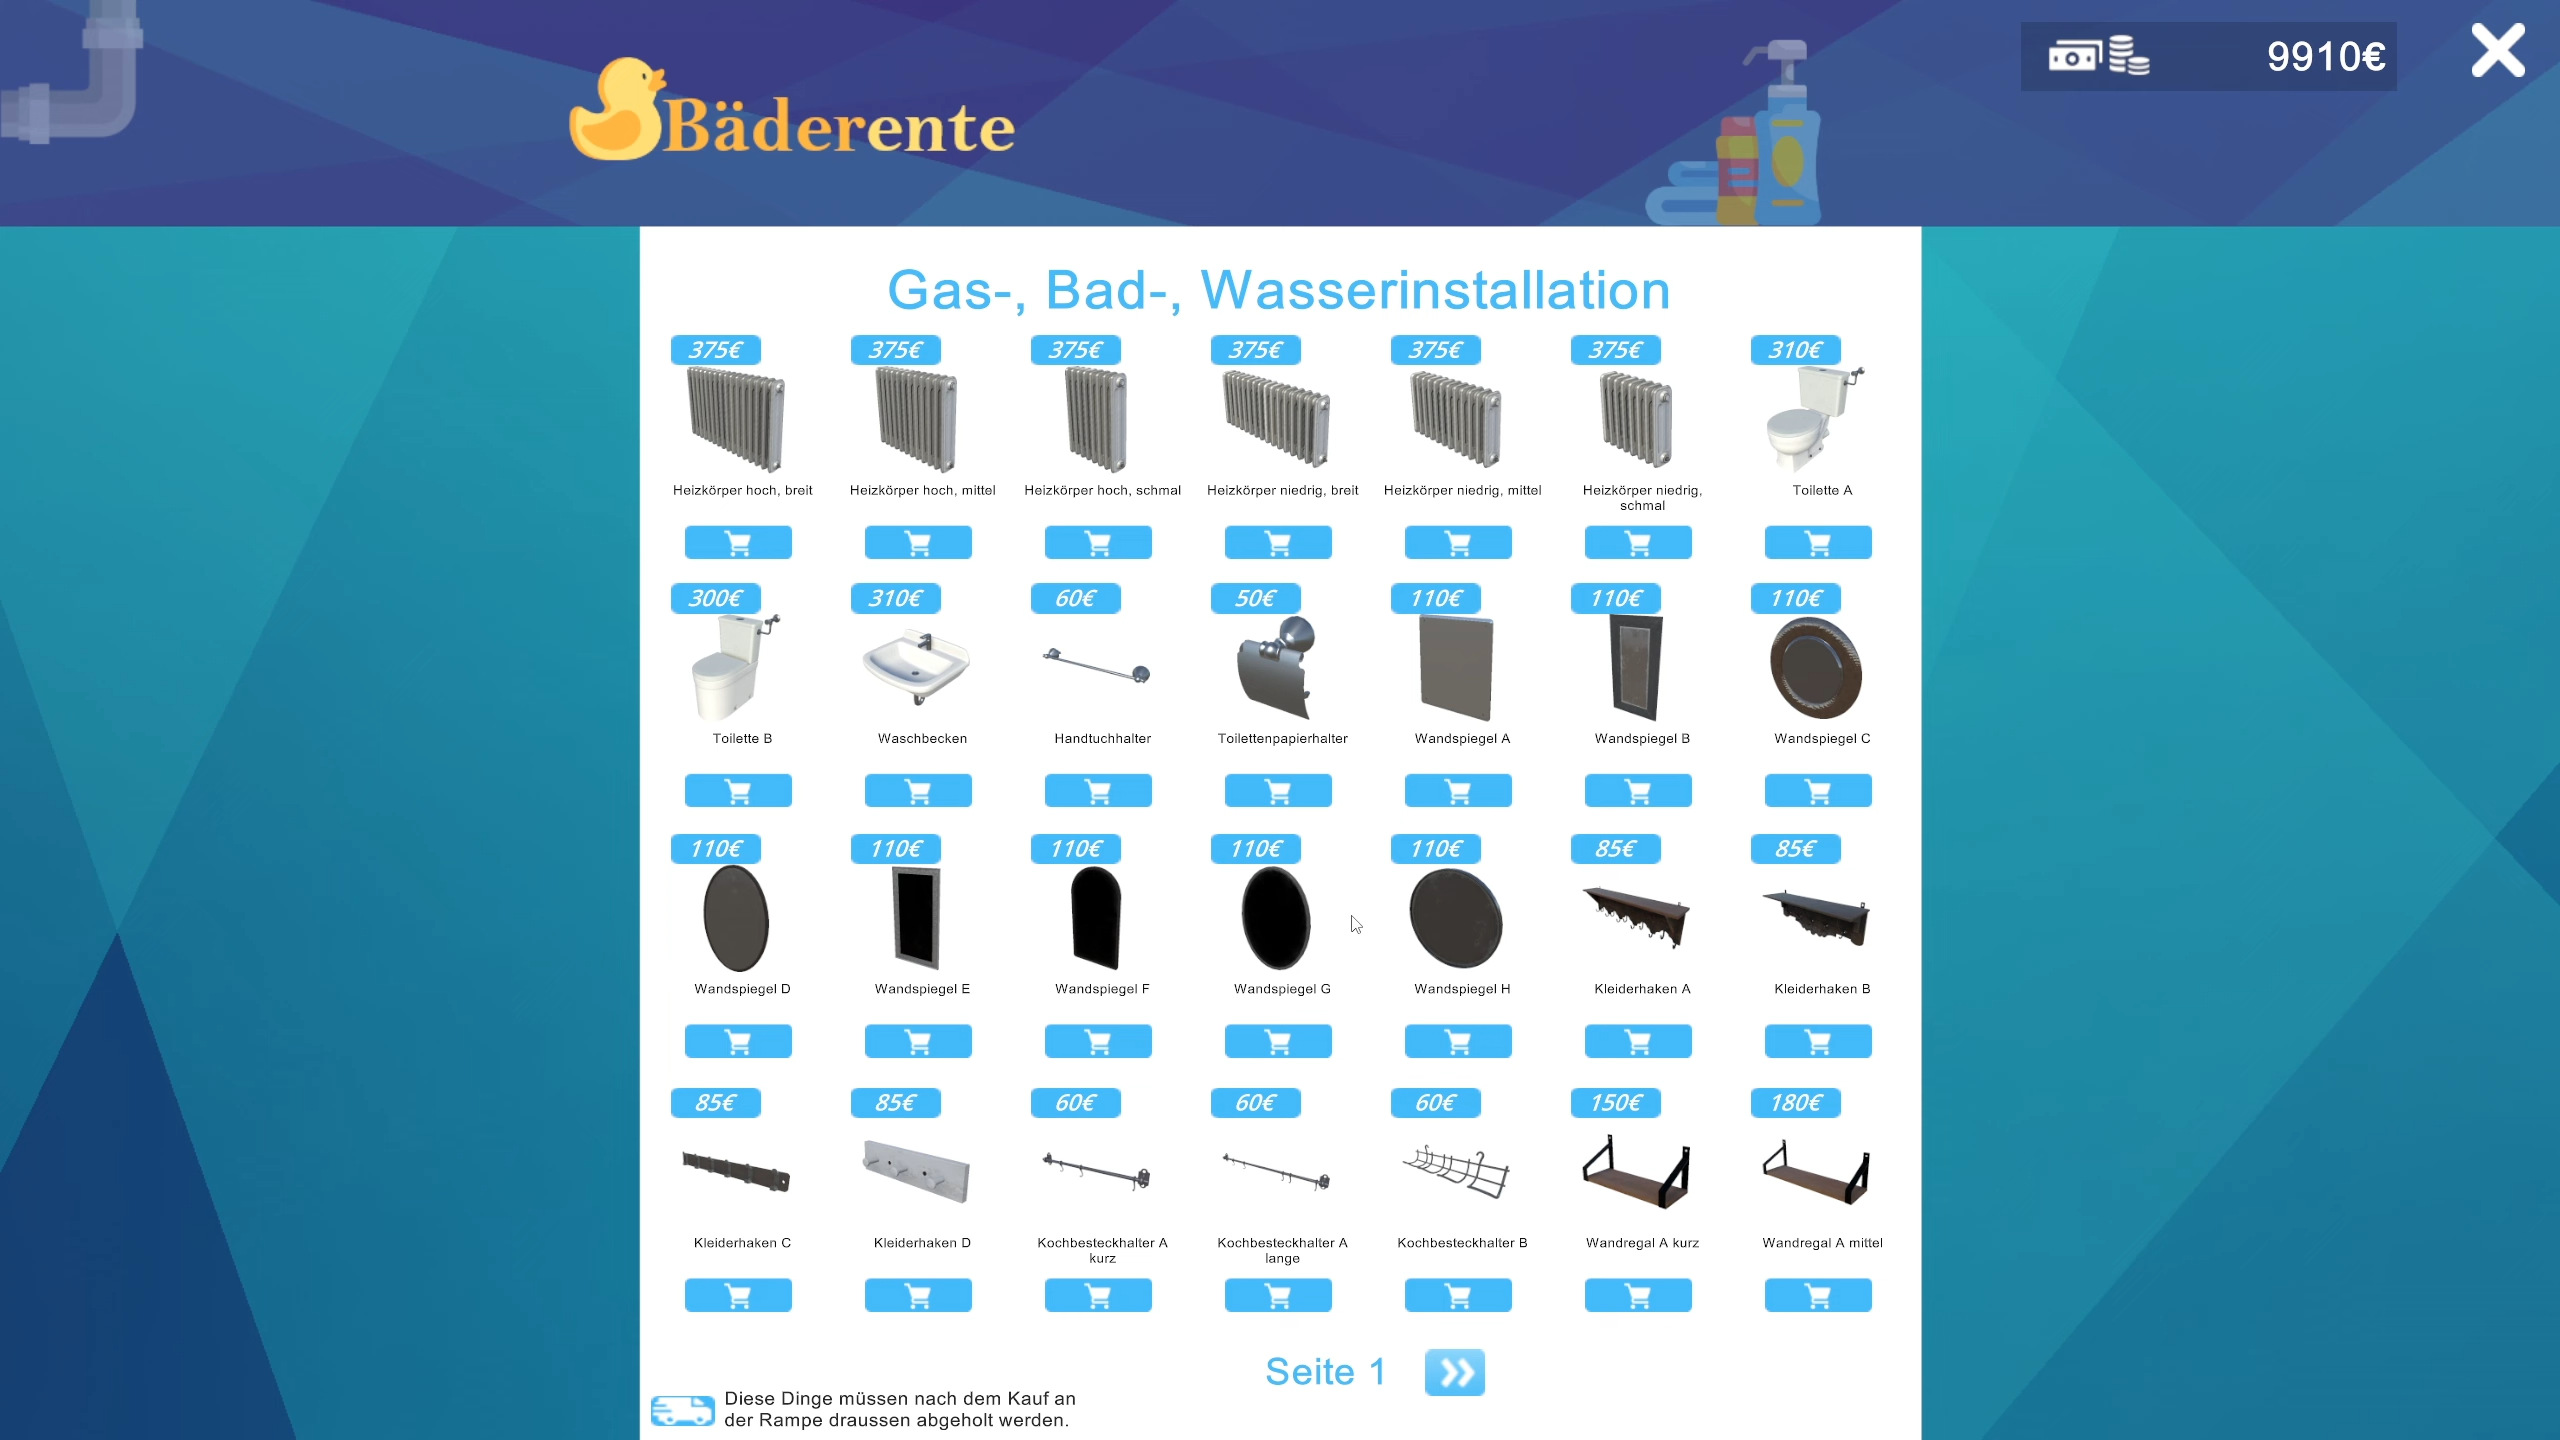 9910€
Bäderente
Gas-, Bad-, Wasserinstallation
375€ 375€ 375€ 375€ 375€ 375€ 310€
Heizkörper hoch, breit Heizkörper hoch, mittel Heizkörper hoch, schmal Heizkörper niedrig, breit Heizkörper niedrig, mittel Heizkörper niedrig, Toilette A
schmal
300€ 310€ 60€ 50€ 110€ 110€ 110€
Toilette B Waschbecken Handtuchhalter Toilettenpapierhalter Wandspiegel A Wandspiegel B Wandspiegel C
110€ 110€ 110€ 110€ 110€ 85€ 85€
Wandspiegel D Wandspiegel E Wandspiegel F Wandspiegel G Wandspiegel H Kleiderhaken A Kleiderhaken B
85€ 85€ 60€ 60€ 60€ 150€ 180€
Kleiderhaken C Kleiderhaken D Kochbesteckhalter A Kochbesteckhalter A Kochbesteckhalter B Wandregal A kurz Wandregal A mittel
kurz lange
Seite 1
Diese Dinge müssen nach dem Kauf an
der Rampe draussen abgeholt werden.